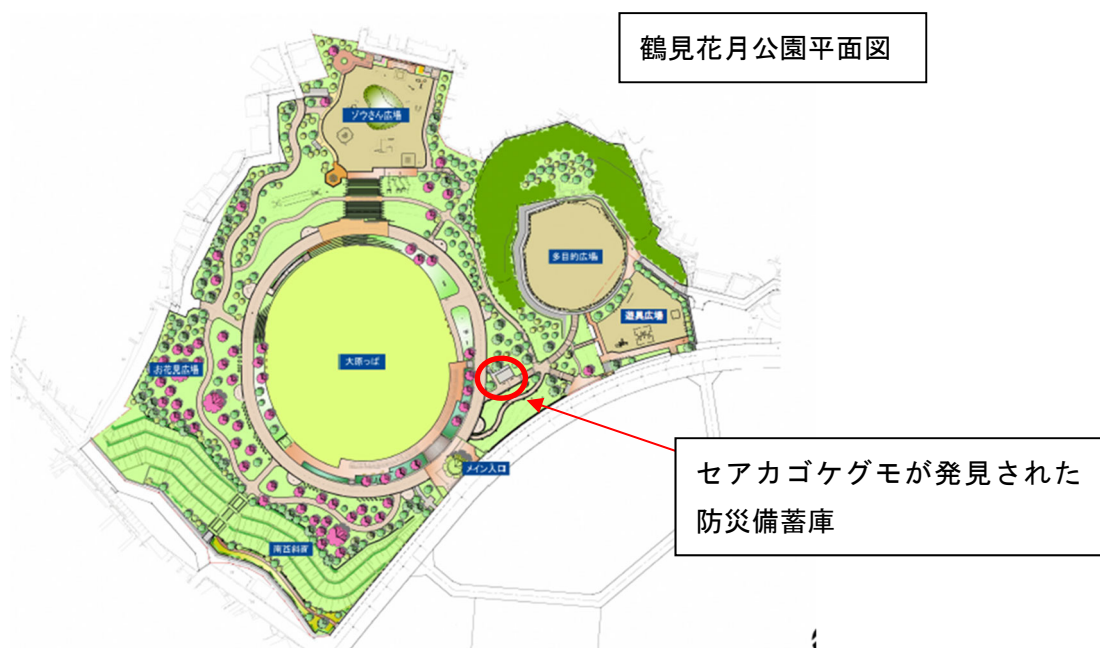 鶴見花月公園平面図
ゾウさん広場
多目的広場
遊具広場
大原っぱ
お花見広場
メイン入口
南西斜面
セアカゴケグモが発見された
防災備蓄庫